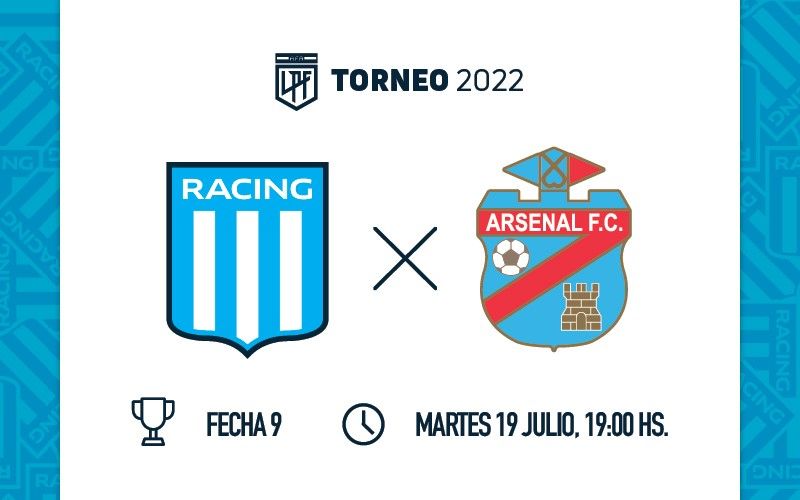 LPF TORNEO 2022
RACING
ARSENAL F.C.
FECHA 9
MARTES 19 JULIO, 19:00 HS.